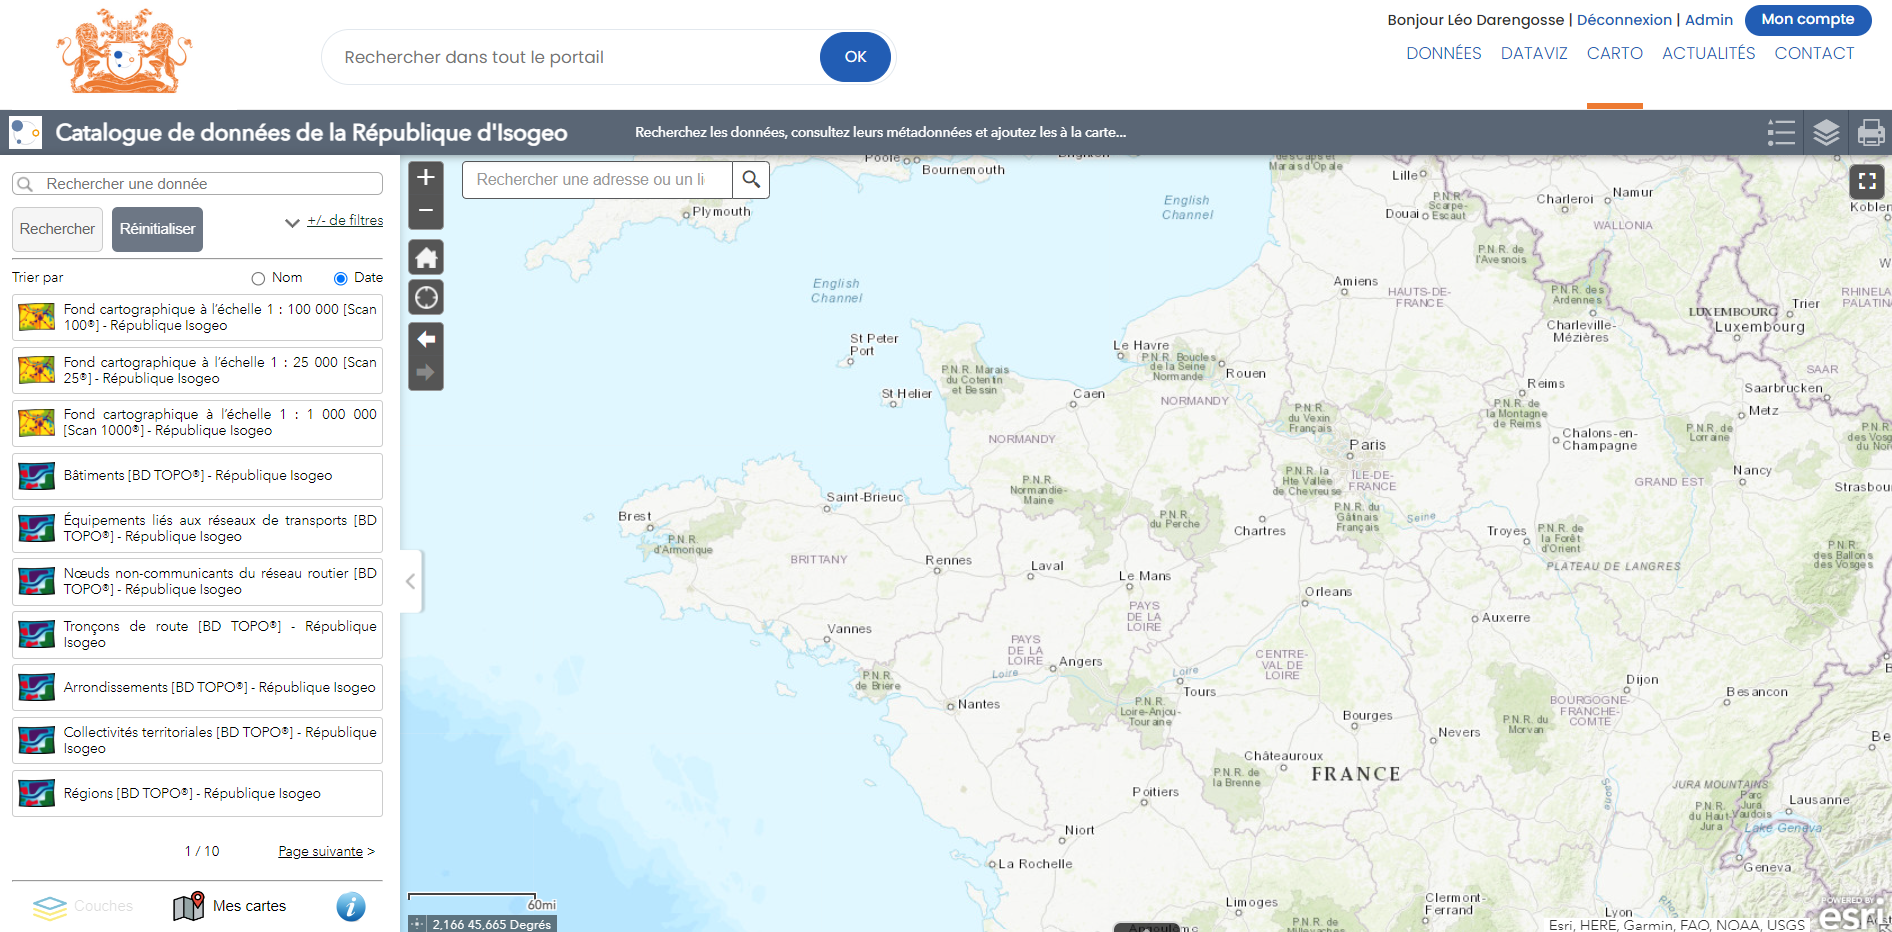 Bonjour Léo Darengosse | Déconnexion | Admin
Mon compte
Rechercher dans tout le portail
OK
DONNÉES
DATAVIZ
CARTO
ACTUALITÉS
CONTACT
Catalogue de données de la République d'Isogeo
Recherchez les données, consultez leurs métadonnées et ajoutez les à la carte...
Rechercher une donnée
Rechercher
Réinitialiser
+/- de filtres
Trier par
Nom
Date
Fond cartographique à l'échelle 1 : 100 000 [Scan
100®] - République Isogeo
Fond cartographique à l'échelle 1 : 25 000 [Scan
25®] - République Isogeo
Fond cartographique à l'échelle 1 : 1 000 000
[Scan 1000®] - République Isogeo
Bâtiments [BD TOPO®] - République Isogeo
Équipements liés aux réseaux de transports [BD
TOPO®] - République Isogeo
Nœuds non-communicants du réseau routier [BD
TOPO®] - République Isogeo
Tronçons de route [BD TOPO®] - République
Isogeo
Arrondissements [BD TOPO®] - République Isogeo
Collectivités territoriales [BD TOPO®] - République
Isogeo
Régions [BD TOPO®] - République Isogeo
1 / 10
Page suivante >
Couches
Mes cartes
i
+
−
Rechercher une adresse ou un li
Poole
Brighton
Bournemouth
Plymouth
English
Channel
English
Channel
des Caps et
Marais d'Opale
Lille
Douai
P.N.R.
Scarpe-
Escaut
Charleroi
Namur
WALLONIA
Koblen
P.N.R. de
l'Avesnois
Amiens
HAUTS-DE-
FRANCE
P.N.R. des
Ardennes
Charleville-
Mézières
LUXEMBOURG
Luxembourg
Trier
RHINELA
PALATIN
W
St Peter
Port
St Helier
P.N.R. Marais
du Cotentin
et Bessin
Le Havre
P.N.R. Boucles
de la Seine
Normande
Rouen
Caen
NORMANDY
NORMANDY
P.N.R.
du Vexin
Français
Reims
P.N.R. de
la Montagne
de Reims
SAAR
Saarbrucken
Metz
Chalons-en-
Champagne
P.N.R. de
Lorraine
P.N.R
des Vos
du No
Paris
ÎLE-DE-
FRANCE
P.N.R. la
Hte Vallée
de Chevreuse
P.N.R. du
Gâtinais
Français
Nancy
GRAND EST
Strasbou
Saint-Brieuc
Brest
P.N.R.
d'Armorique
BRITTANY
Rennes
P.N.R.
Normandie-
Maine
P.N.R.
du Perche
Chartres
Seine
Troyes
P.N.R. de
la Forêt
d'Orient
P.N.R.
des Ballons
des Vosges
PLATEAU DE LANGRES
Laval
Le Mans
PAYS
DE LA
LOIRE
Orleans
Auxerre
Vannes
PAYS
DE LA
LOIRE
Angers
Loire
Loire
CENTRE-
VAL DE
LOIRE
P.N.R.
de Brière
Nantes
Tours
P.N.R.
Loire-Anjou-
Touraine
Bourges
Nevers
Dijon
Besancon
BOURGOGNE-
FRANCHE-
COMTE
P.N.R. du
Morvan
B
Be
Châteauroux
P.N.R. de
la Brenne
FRANCE
Poitiers
Niort
La Rochelle
Saone
JURA MOUNTAINS
Parc
Jura
Vaudois
P.N.R.
du Haut-
Jura
Lausanne
Lake Geneva
Geneva
Limoges
Clermont-
Ferrand
Lyon
Angouleme
P.N.R. de
Millevaches
60mi
2,166 45,665 Degrés
Esri, HERE, Garmin, FAO, NOAA, USGS
POWERED BY
esri